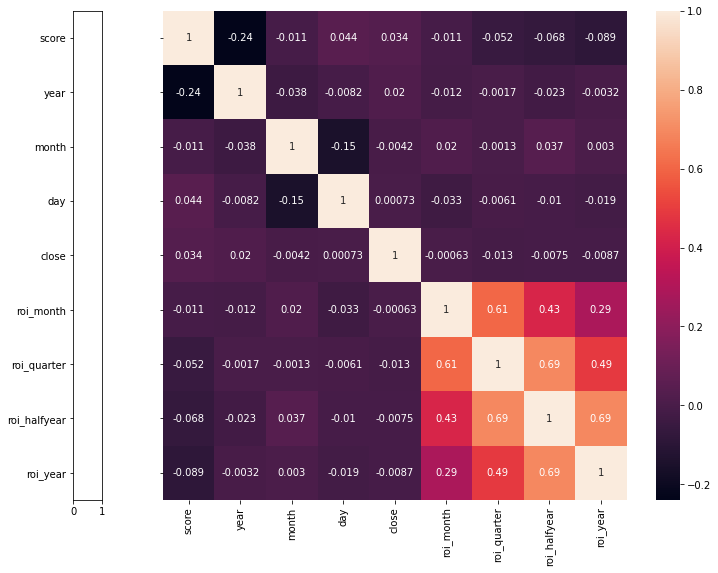 score 1 -0.24 -0.011 0.044 0.034 -0.011 -0.052 -0.068 -0.089
year -0.24 1 -0.038 -0.0082 0.02 -0.012 -0.0017 -0.023 -0.0032
month -0.011 -0.038 1 -0.15 -0.0042 0.02 -0.0013 0.037 0.003
day 0.044 -0.0082 -0.15 1 0.00073 -0.033 -0.0061 -0.01 -0.019
close 0.034 0.02 -0.0042 0.00073 1 -0.00063 -0.013 -0.0075 -0.0087
roi_month -0.011 -0.012 0.02 -0.033 -0.00063 1 0.61 0.43 0.29
roi_quarter -0.052 -0.0017 -0.0013 -0.0061 -0.013 0.61 1 0.69 0.49
roi_halfyear -0.068 -0.023 0.037 -0.01 -0.0075 0.43 0.69 1 0.69
roi_year -0.089 -0.0032 0.003 -0.019 -0.0087 0.29 0.49 0.69 1
0 1
score year month day close roi_month roi_quarter roi_halfyear roi_year
1.0
0.8
0.6
0.4
0.2
0.0
−0.2